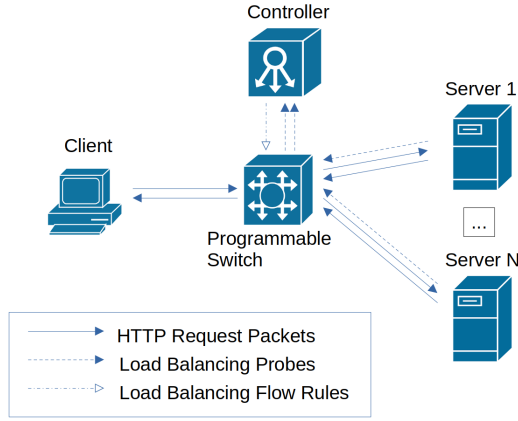 Controller
Server 1
Client
...
Programmable
Switch
Server N
HTTP Request Packets
Load Balancing Probes
Load Balancing Flow Rules